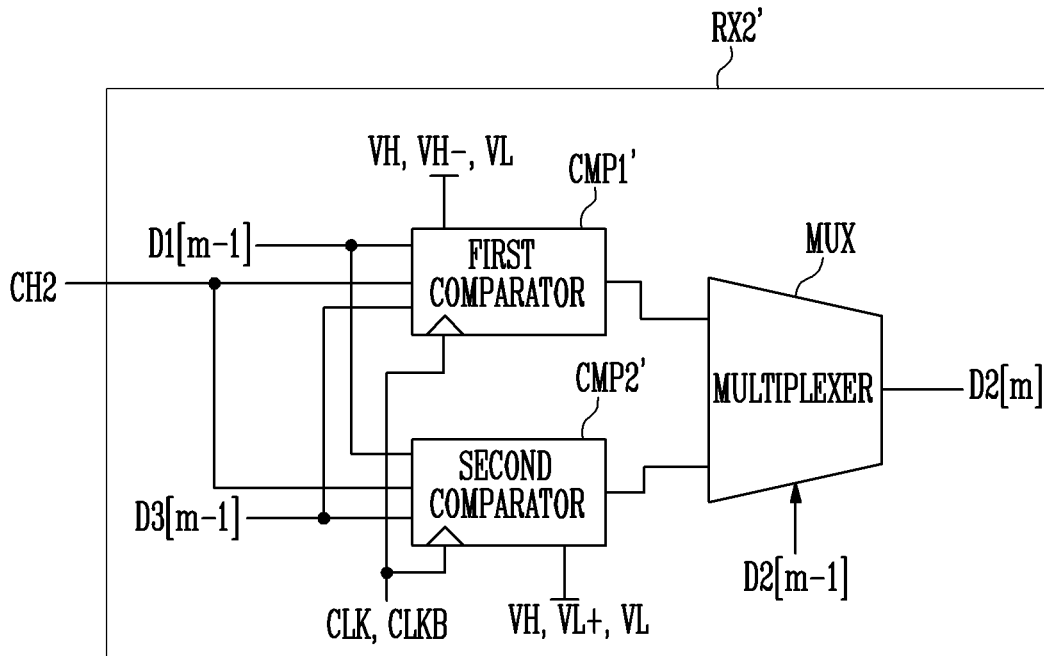 RX2'
VH, VH-, VL
CMP1'
D1[m-1]
FIRST
COMPARATOR
MUX
CH2
CMP2'
MULTIPLEXER
D2[m]
SECOND
COMPARATOR
D3[m-1]
D2[m-1]
CLK, CLKB
VH, VL+, VL